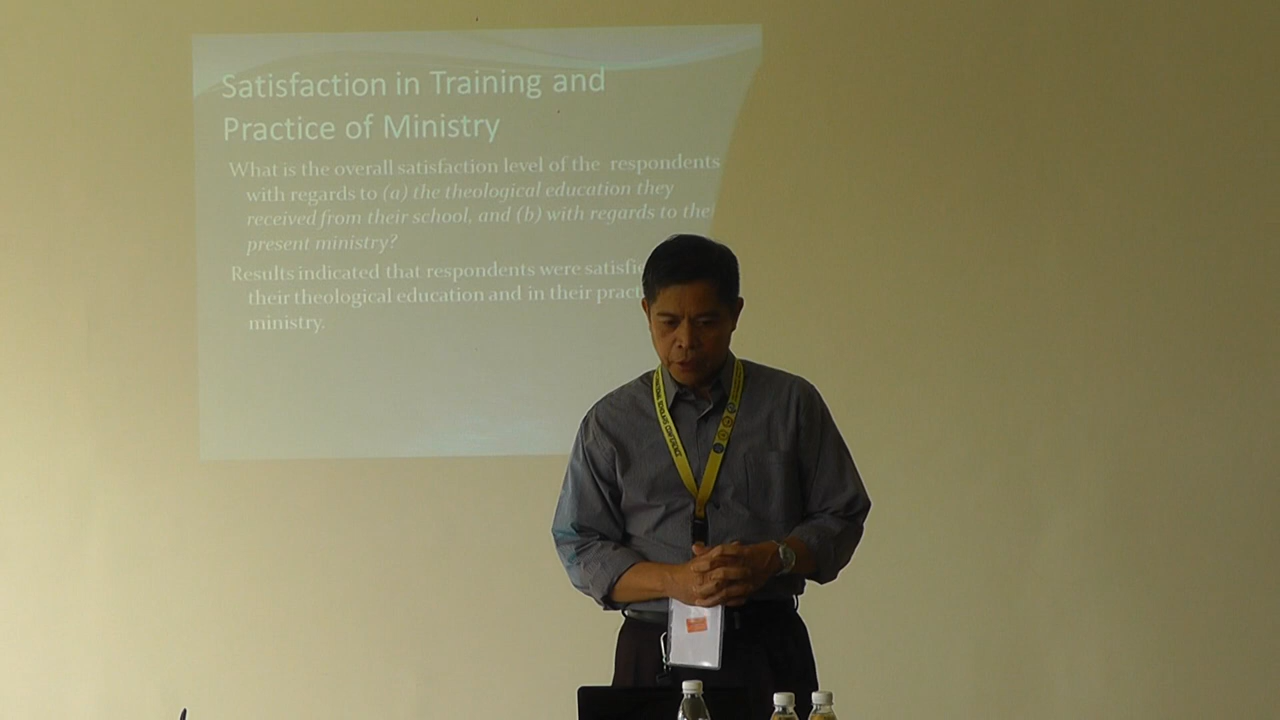 Satisfaction in Training and
Practice of Ministry
What is the overall satisfaction level of the respondents
with regards to (a) the theological education they
received from their school, and (b) with regards to the
present ministry?
Results indicated that respondents were
their theological education and in their
ministry.
SCHOLARS CONFERENCE